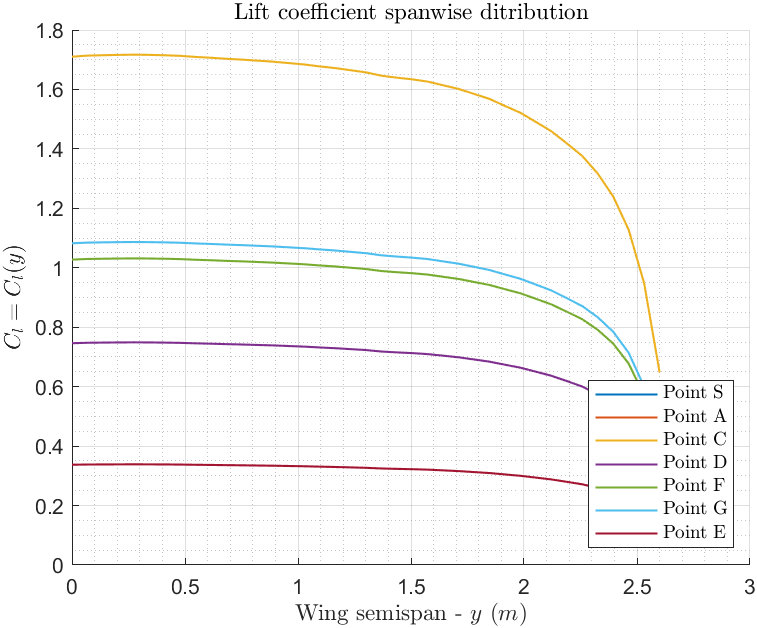 Lift coefficient spanwise ditribution
1.8
1.6
1.4
1.2
1
0.8
0.6
0.4
0.2
0
C_l = C_l(y)
Point S
Point A
Point C
Point D
Point F
Point G
Point E
0 0.5 1 1.5 2 2.5 3
Wing semispan - y (m)